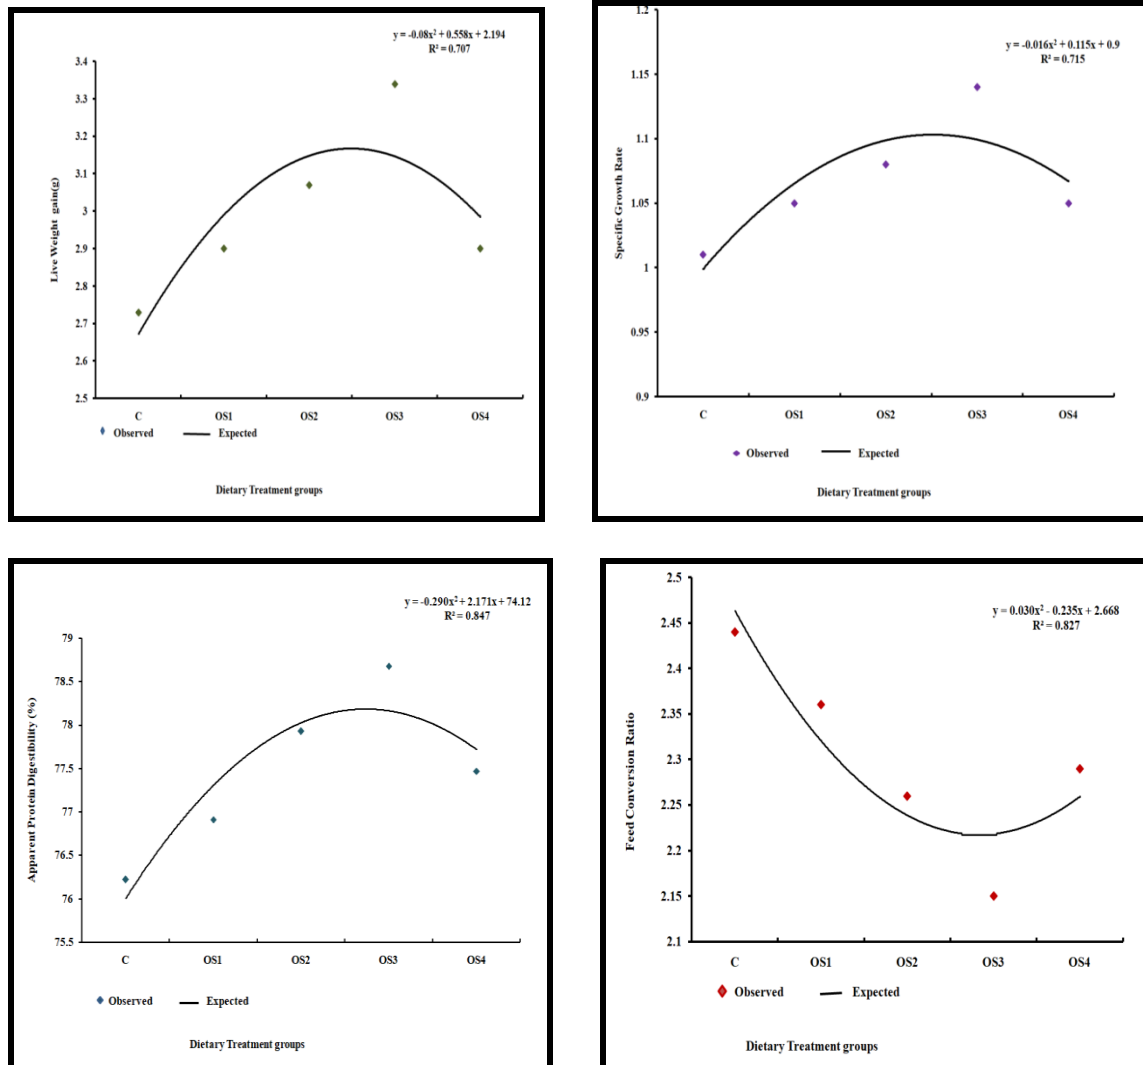 y = -0.08x² + 0.558x + 2.194
R² = 0.707
Live Weight gain(g)
3.4
3.3
3.2
3.1
3
2.9
2.8
2.7
2.6
2.5
C OS1 OS2 OS3 OS4
Observed Expected
Dietary Treatment groups
y = -0.016x² + 0.115x + 0.9
R² = 0.715
Specific Growth Rate
1.2
1.15
1.1
1.05
1
0.95
0.9
C OS1 OS2 OS3 OS4
Observed Expected
Dietary Treatment groups
y = -0.290x² + 2.171x + 74.12
R² = 0.847
Apparent Protein Digestibility (%)
79
78.5
78
77.5
77
76.5
76
75.5
C OS1 OS2 OS3 OS4
Observed Expected
Dietary Treatment groups
y = 0.030x² - 0.235x + 2.668
R² = 0.827
Feed Conversion Ratio
2.5
2.45
2.4
2.35
2.3
2.25
2.2
2.15
2.1
C OS1 OS2 OS3 OS4
Observed Expected
Dietary Treatment groups